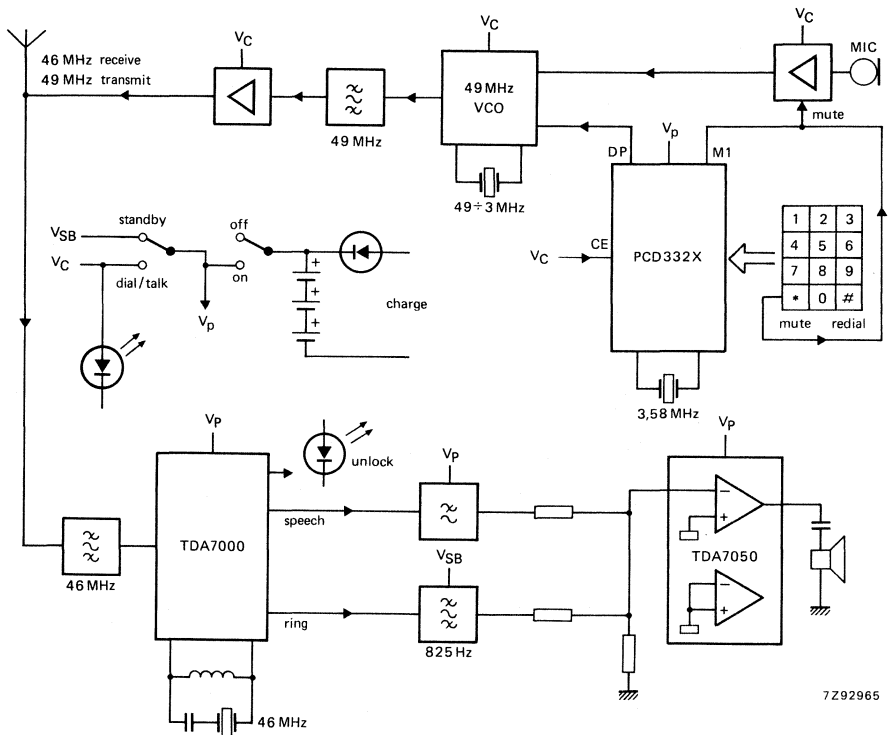 V_C
46 MHz receive
49 MHz transmit
49 MHz
V_C
49 MHz
VCO
49÷3 MHz
V_C
MIC
mute
V_p
DP
M1
V_C
CE
PCD332X
1 2 3
4 5 6
7 8 9
* 0 #
mute redial
3,58 MHz
standby
V_SB
V_C
dial/talk
off
on
V_p
+
+
+
charge
V_P
unlock
speech
TDA7000
46 MHz
ring
46 MHz
V_P
V_SB
825 Hz
V_P
−
+
TDA7050
−
+
7Z92965